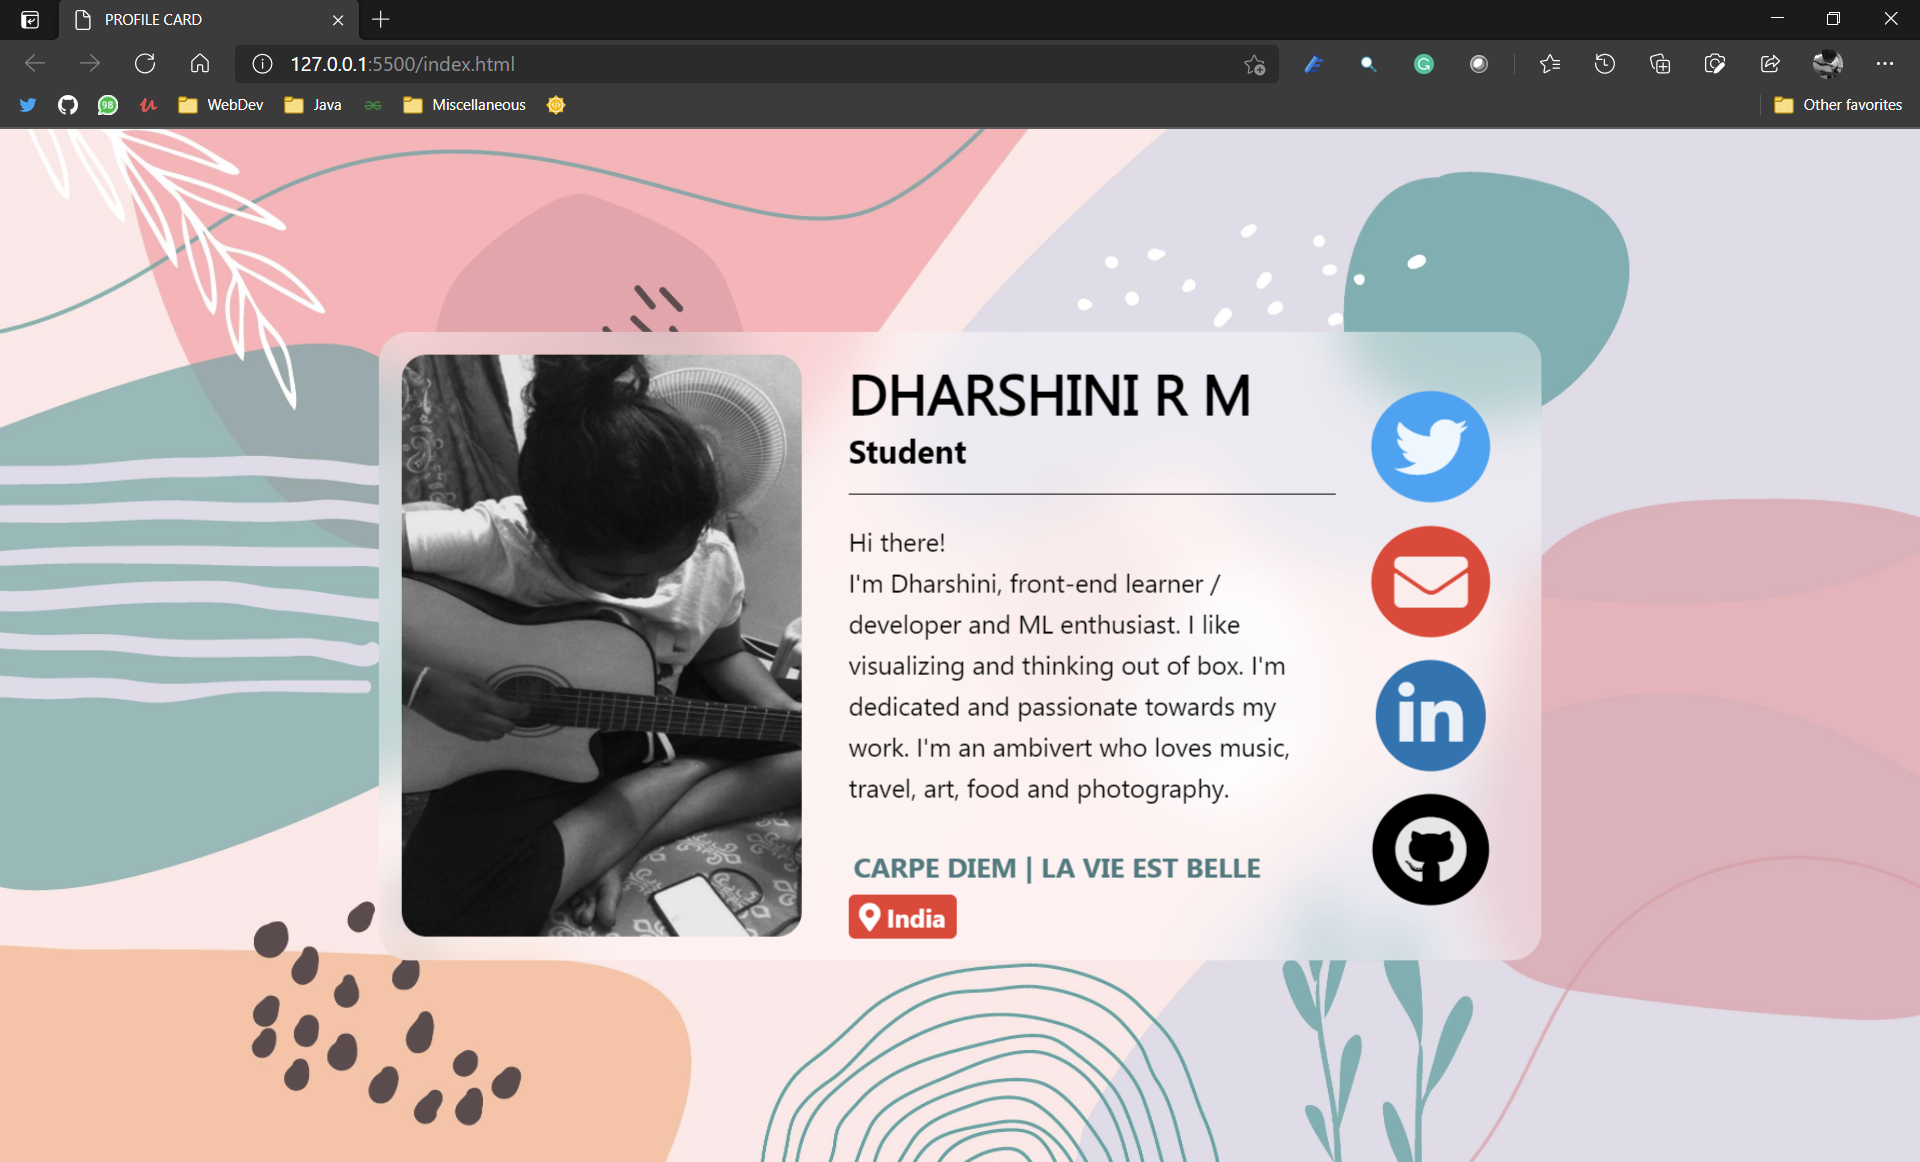 PROFILE CARD
127.0.0.1:5500/index.html
98
WebDev
Java
Miscellaneous
Other favorites
DHARSHINI R M
Student
Hi there!
I'm Dharshini, front-end learner /
developer and ML enthusiast. I like
visualizing and thinking out of box. I'm
dedicated and passionate towards my
work. I'm an ambivert who loves music,
travel, art, food and photography.
in
CARPE DIEM | LA VIE EST BELLE
India